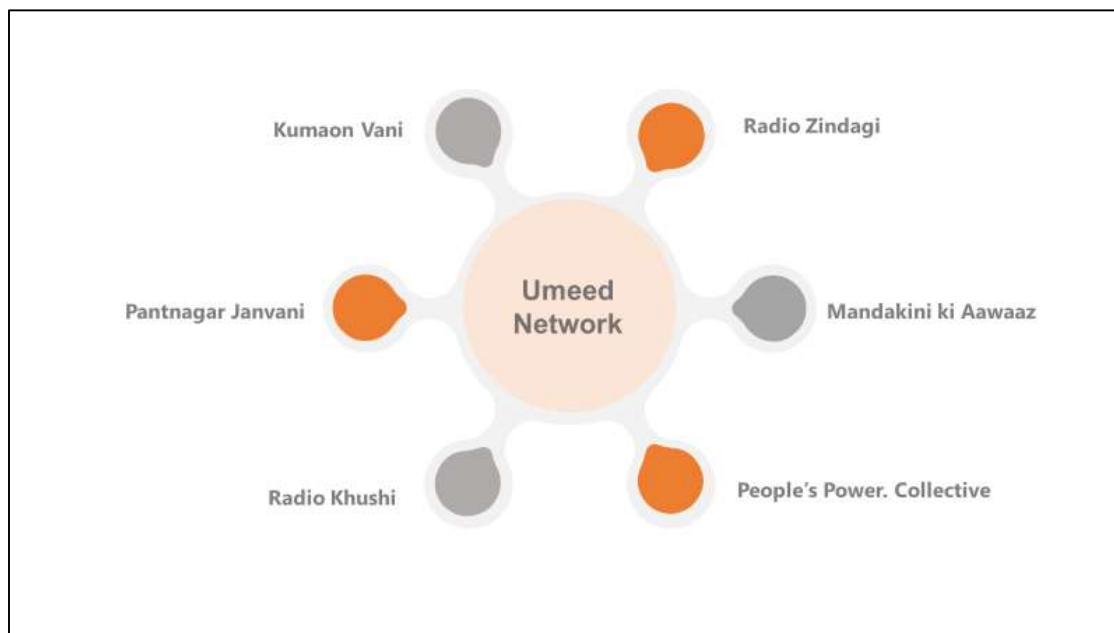 Kumaon Vani
Radio Zindagi
Pantnagar Janvani
Umeed
Network
Mandakini ki Aawaaz
Radio Khushi
People's Power. Collective